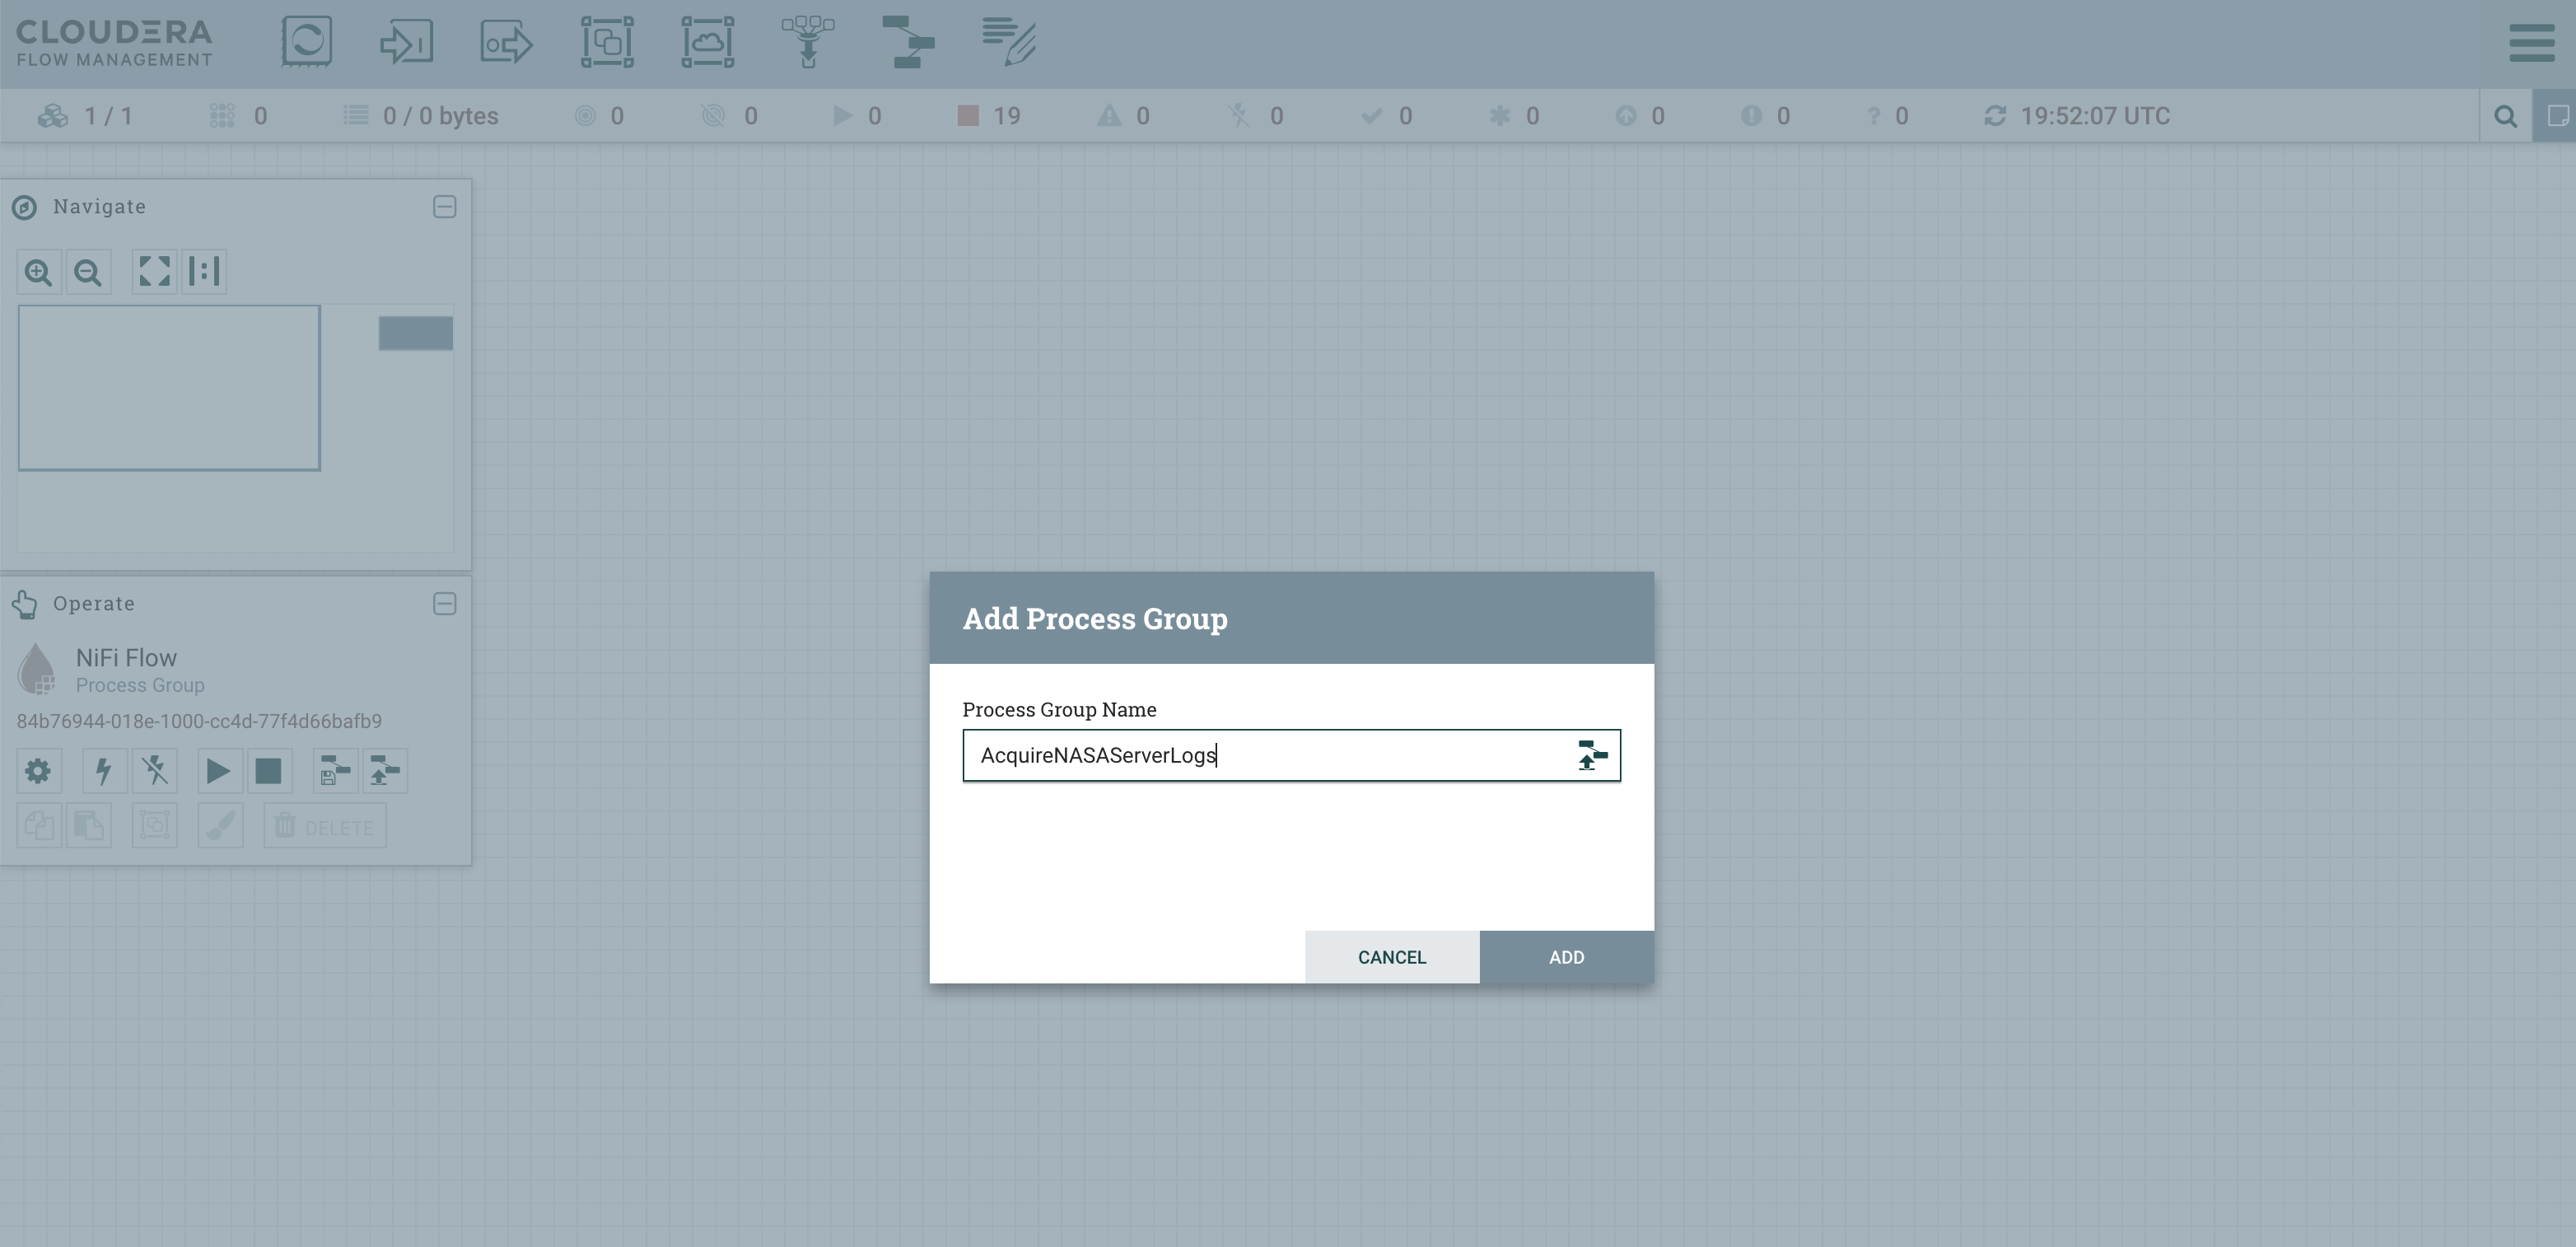 CLOUDERA
FLOW MANAGEMENT
1 / 1 0 0 / 0 bytes 0 0 0 19 0 0 0 0 0 0 ? 0 19:52:07 UTC
Navigate
Operate
NiFi Flow
Process Group
84b76944-018e-1000-cc4d-77f4d66bafb9
DELETE
Add Process Group
Process Group Name
AcquireNASAServerLogs
CANCEL ADD